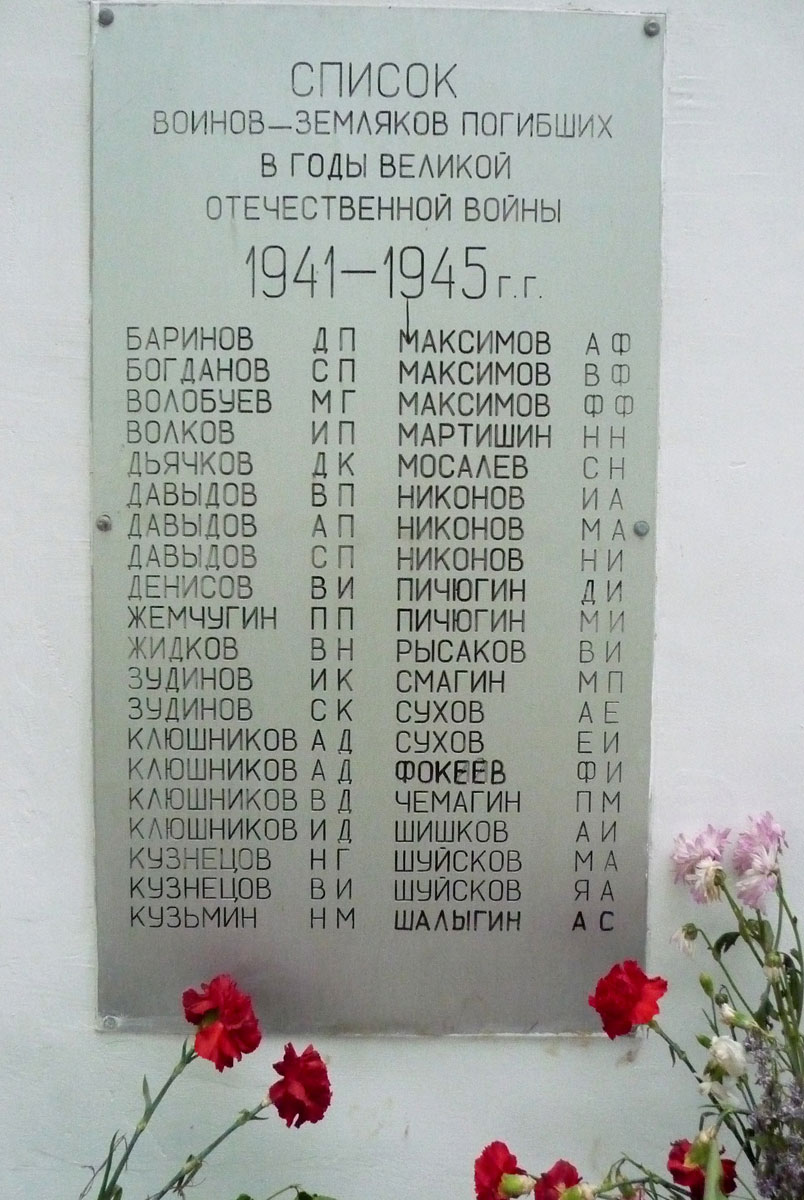 СПИСОК
ВОИНОВ—ЗЕМЛЯКОВ ПОГИБШИХ
В ГОДЫ ВЕЛИКОЙ
ОТЕЧЕСТВЕННОЙ ВОЙНЫ
1941—1945 г.г.
БАРИНОВ Д П
БОГДАНОВ С П
ВОЛОБУЕВ М Г
ВОЛКОВ И П
ДЬЯЧКОВ Д К
ДАВЫДОВ В П
ДАВЫДОВ А П
ДАВЫДОВ С П
ДЕНИСОВ В И
ЖЕМЧУГИН П П
ЖИДКОВ В Н
ЗУДИНОВ И К
ЗУДИНОВ С К
КЛЮШНИКОВ А Д
КЛЮШНИКОВ А Д
КЛЮШНИКОВ В Д
КЛЮШНИКОВ И Д
КУЗНЕЦОВ Н Г
КУЗНЕЦОВ В И
КУЗЬМИН Н М
МАКСИМОВ А Ф
МАКСИМОВ В Ф
МАКСИМОВ Ф Ф
МАРТИШИН Н Н
МОСАЛЕВ С Н
НИКОНОВ И А
НИКОНОВ М А
НИКОНОВ Н И
ПИЧЮГИН Д И
ПИЧЮГИН М И
РЫСАКОВ В И
СМАГИН М П
СУХОВ А Е
СУХОВ Е И
ФОКЕЕВ Ф И
ЧЕМАГИН П М
ШИШКОВ А И
ШУЙСКОВ М А
ШУЙСКОВ Я А
ШАЛЫГИН А С